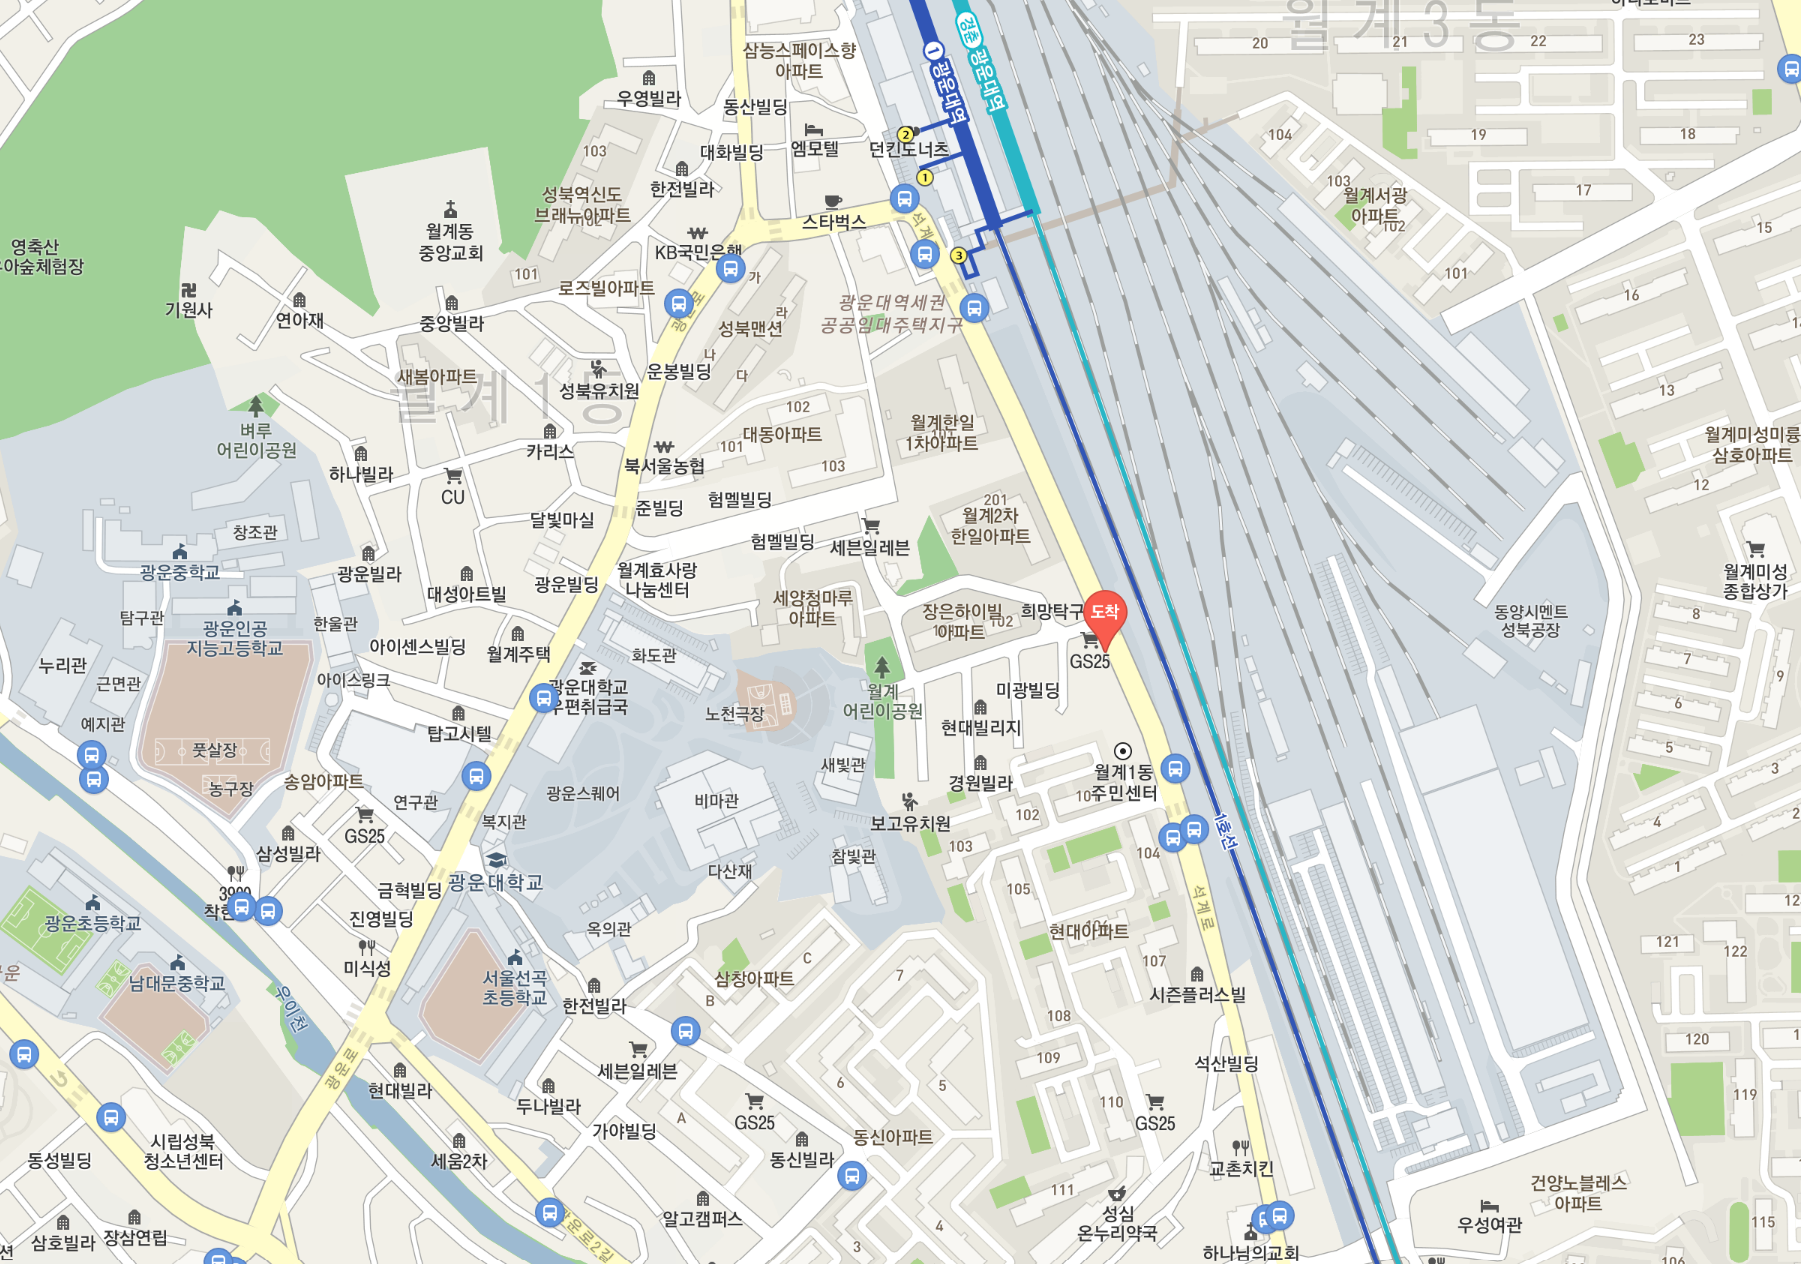 월계3동
20
21
22
23
삼능스페이스향
아파트
경춘 광운대역
1 광운대역
우영빌라
동산빌딩
엠모텔
2
던킨도너츠
대화빌딩
1
104
19
18
103
한전빌라
성북역신도
브래뉴아파트
102
103
월계서광
아파트
102
17
월계동
중앙교회
스타벅스
석계
15
영축산
아숲체험장
KB국민은행
3
101
101
가
로즈빌아파트
16
기원사
연아재
중앙빌라
라
성북맨션
광운대역세권
공공임대주택지구
나
다
운봉빌딩
새봄아파트
성북유치원
월계1동
13
102
대동아파트
101
103
월계한일
1차아파트
벼루
어린이공원
카리스
하나빌라
북서울농협
월계미성미륭
삼호아파트
12
CU
준빌딩
험멜빌딩
201
월계2차
한일아파트
달빛마실
창조관
험멜빌딩
세븐일레븐
광운중학교
광운빌라
광운빌딩
월계효사랑
나눔센터
월계미성
종합상가
대성아트빌
세양청마루
아파트
장은하이빌
아파트
102
희망탁구
도착
동양시멘트
성북공장
8
탐구관
광운인공
지능고등학교
한울관
아이센스빌딩
월계주택
화도관
GS25
7
누리관
근면관
아이스링크
광운대학교
우편취급국
월계
어린이공원
미광빌딩
9
6
예지관
노천극장
현대빌리지
탑고시텔
풋살장
5
농구장
송암아파트
새빛관
경원빌라
월계1동
주민센터
3
연구관
광운스퀘어
비마관
102
GS25
복지관
보고유치원
1호선
4
삼성빌라
103
104
참빛관
1
다산재
광운대학교
금혁빌딩
105
석계로
광운초등학교
진영빌딩
옥의관
현대아파트
121
122
미식성
남대문중학교
서울선곡
초등학교
C
7
107
삼창아파트
한전빌라
B
시즌플러스빌
우이천
108
120
세븐일레븐
109
석산빌딩
광운로
현대빌라
6
5
119
두나빌라
A
GS25
110
GS25
가야빌딩
동신아파트
시립성북
청소년센터
동성빌딩
세움2차
동신빌라
교촌치킨
111
건양노블레스
아파트
성심
온누리약국
알고캠퍼스
우성여관
115
삼호빌라
장삼연립
광운로2길
4
3
하나님의교회
106